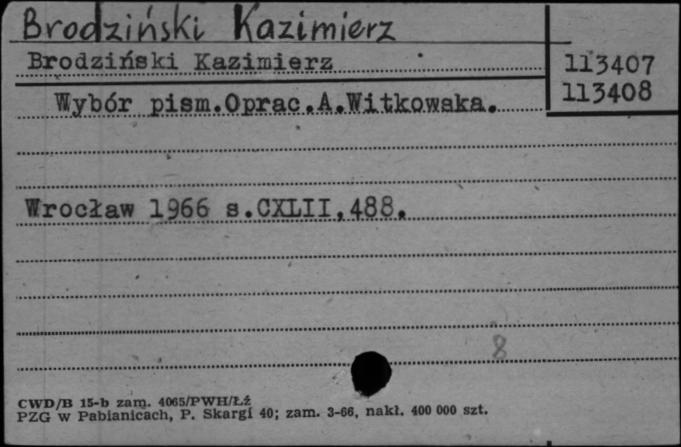 Brodziński Kazimierz
Brodziński Kazimierz
113407
113408
Wybór pism.Oprac.A.Witkowska.
Wrocław 1966 s.CXLII,488.
8
CWD/B 15-b zam. 4065/PWH/Łź
PZG w Pabianicach, P. Skargi 40; zam. 3-66, nakł. 400 000 szt.